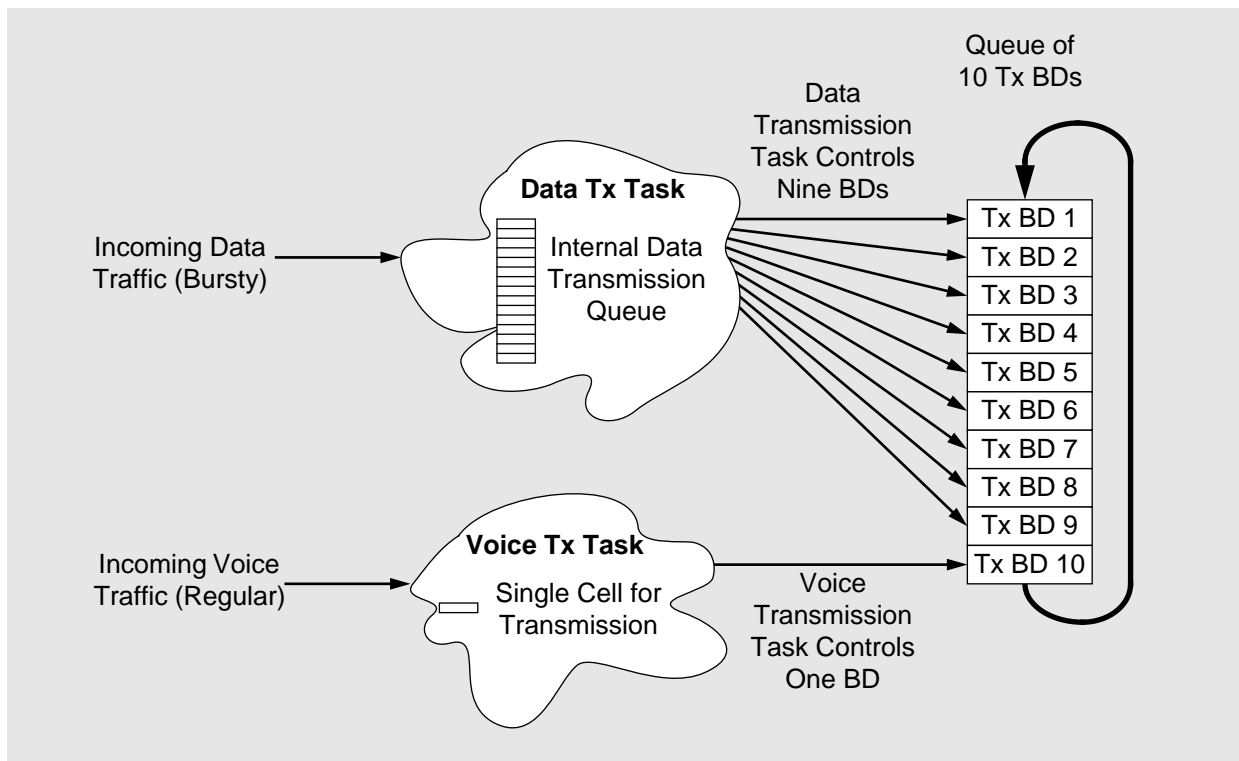 Queue of
10 Tx BDs
Data
Transmission
Task Controls
Nine BDs
Data Tx Task
Internal Data
Transmission
Queue
Incoming Data
Traffic (Bursty)
Tx BD 1
Tx BD 2
Tx BD 3
Tx BD 4
Tx BD 5
Tx BD 6
Tx BD 7
Tx BD 8
Tx BD 9
Tx BD 10
Incoming Voice
Traffic (Regular)
Voice Tx Task
Single Cell for
Transmission
Voice
Transmission
Task Controls
One BD